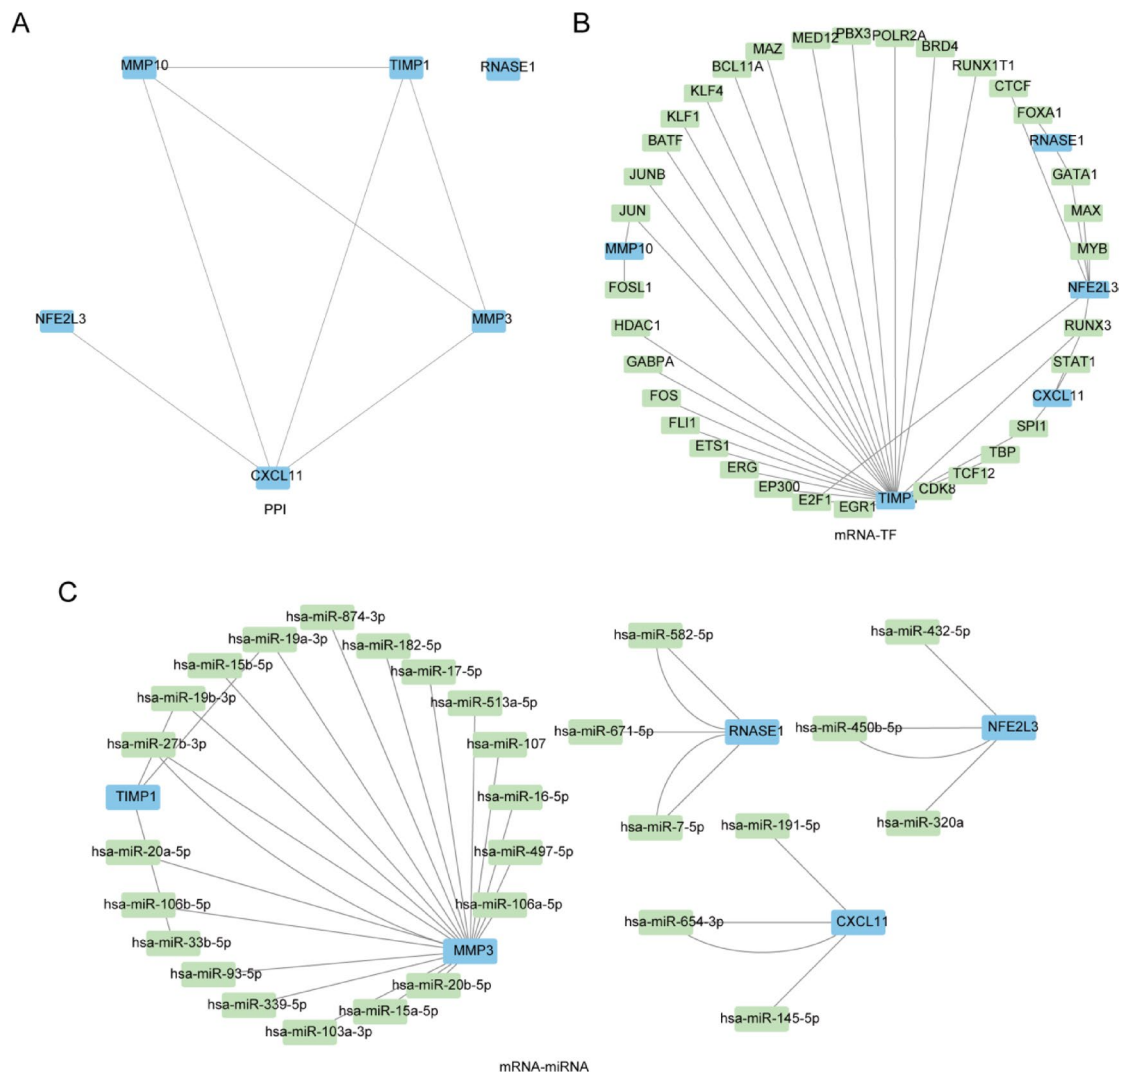 A
MMP10
TIMP1
RNASE1
NFE2L3
MMP3
CXCL11
PPI
B
MED12
PBX3
POLR2A
BRD4
MAZ
RUNX1T1
BCL11A
CTCF
KLF4
FOXA1
KLF1
RNASE1
BATF
GATA1
JUNB
MAX
JUN
MYB
MMP10
NFE2L3
FOSL1
RUNX3
HDAC1
STAT1
GABPA
CXCL11
FOS
SPI1
FLI1
TBP
ETS1
TCF12
ERG
CDK8
EP300
E2F1
TIMP
EGR1
mRNA-TF
C
hsa-miR-874-3p
hsa-miR-19a-3p
hsa-miR-182-5p
hsa-miR-15b-5p
hsa-miR-17-5p
hsa-miR-19b-3p
hsa-miR-513a-5p
hsa-miR-27b-3p
hsa-miR-107
TIMP1
hsa-miR-16-5p
hsa-miR-20a-5p
hsa-miR-497-5p
hsa-miR-106b-5p
hsa-miR-106a-5p
hsa-miR-33b-5p
MMP3
hsa-miR-93-5p
hsa-miR-20b-5p
hsa-miR-339-5p
hsa-miR-15a-5p
hsa-miR-103a-3p
hsa-miR-582-5p
hsa-miR-671-5p
RNASE1
hsa-miR-7-5p
hsa-miR-432-5p
hsa-miR-450b-5p
NFE2L3
hsa-miR-320a
hsa-miR-191-5p
hsa-miR-654-3p
CXCL11
hsa-miR-145-5p
mRNA-miRNA